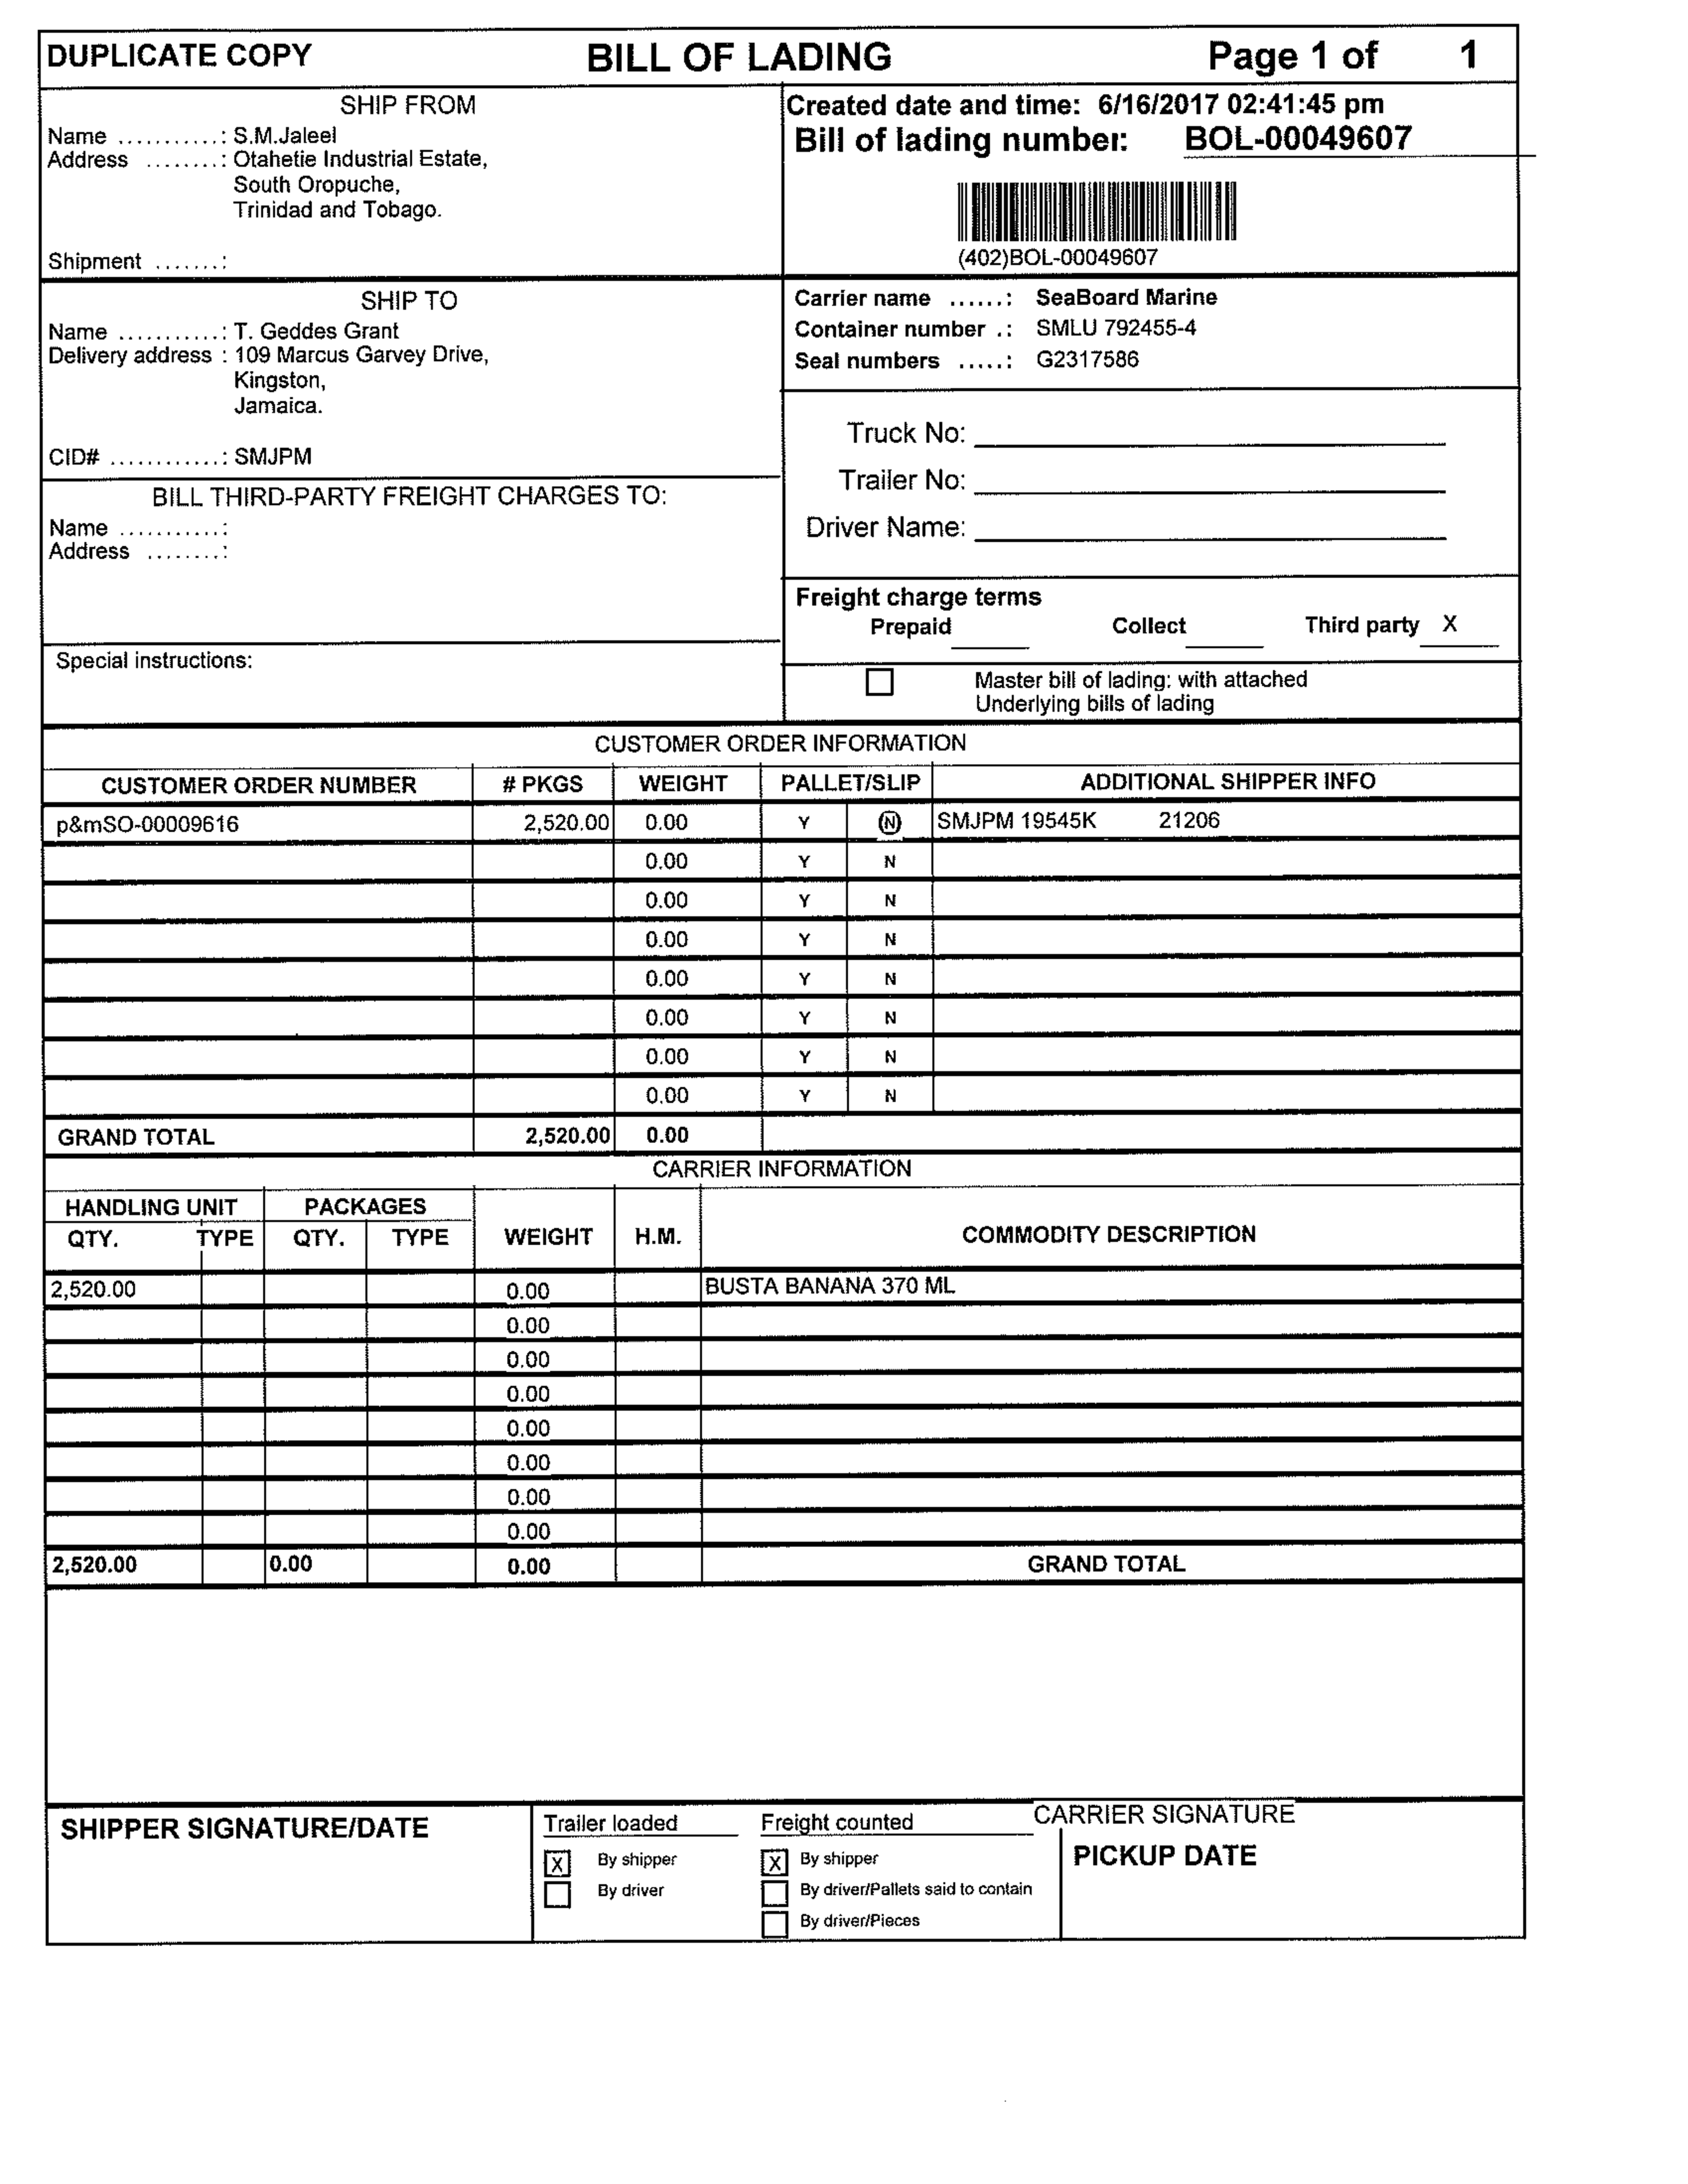 DUPLICATE COPY BILL OF LADING Page 1 of 1
SHIP FROM
Name ...........: S.M.Jaleel
Address ........: Otahetie Industrial Estate,
South Oropuche,
Trinidad and Tobago.
Shipment .......:
Created date and time: 6/16/2017 02:41:45 pm
Bill of lading number: BOL-00049607
(402)BOL-00049607
SHIP TO
Name ...........: T. Geddes Grant
Delivery address : 109 Marcus Garvey Drive,
Kingston,
Jamaica.
CID# ............: SMJPM
Carrier name ......: SeaBoard Marine
Container number .: SMLU 792455-4
Seal numbers .....: G2317586
Truck No:
Trailer No:
Driver Name:
BILL THIRD-PARTY FREIGHT CHARGES TO:
Name ...........:
Address ........:
Freight charge terms
Prepaid Collect Third party X
Special instructions:
Master bill of lading: with attached
Underlying bills of lading
CUSTOMER ORDER INFORMATION
CUSTOMER ORDER NUMBER # PKGS WEIGHT PALLET/SLIP ADDITIONAL SHIPPER INFO
p&mSO-00009616 2,520.00 0.00 Y N SMJPM 19545K 21206
0.00 Y N
0.00 Y N
0.00 Y N
0.00 Y N
0.00 Y N
0.00 Y N
0.00 Y N
GRAND TOTAL 2,520.00 0.00
CARRIER INFORMATION
HANDLING UNIT PACKAGES
QTY. TYPE QTY. TYPE WEIGHT H.M. COMMODITY DESCRIPTION
2,520.00 0.00 BUSTA BANANA 370 ML
0.00
0.00
0.00
0.00
0.00
0.00
0.00
2,520.00 0.00 0.00 GRAND TOTAL
SHIPPER SIGNATURE/DATE
Trailer loaded
X By shipper
By driver
Freight counted
X By shipper
By driver/Pallets said to contain
By driver/Pieces
CARRIER SIGNATURE
PICKUP DATE